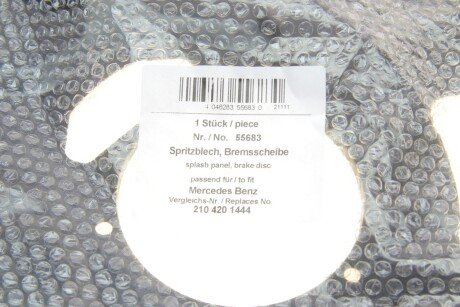 4 046283 55683 0 21111
1 Stück / piece
Nr. / No. 55683
Spritzblech, Bremsscheibe
splash panel, brake disc
passend für / to fit
Mercedes Benz
Vergleichs-Nr. / Replaces No
210 420 1444